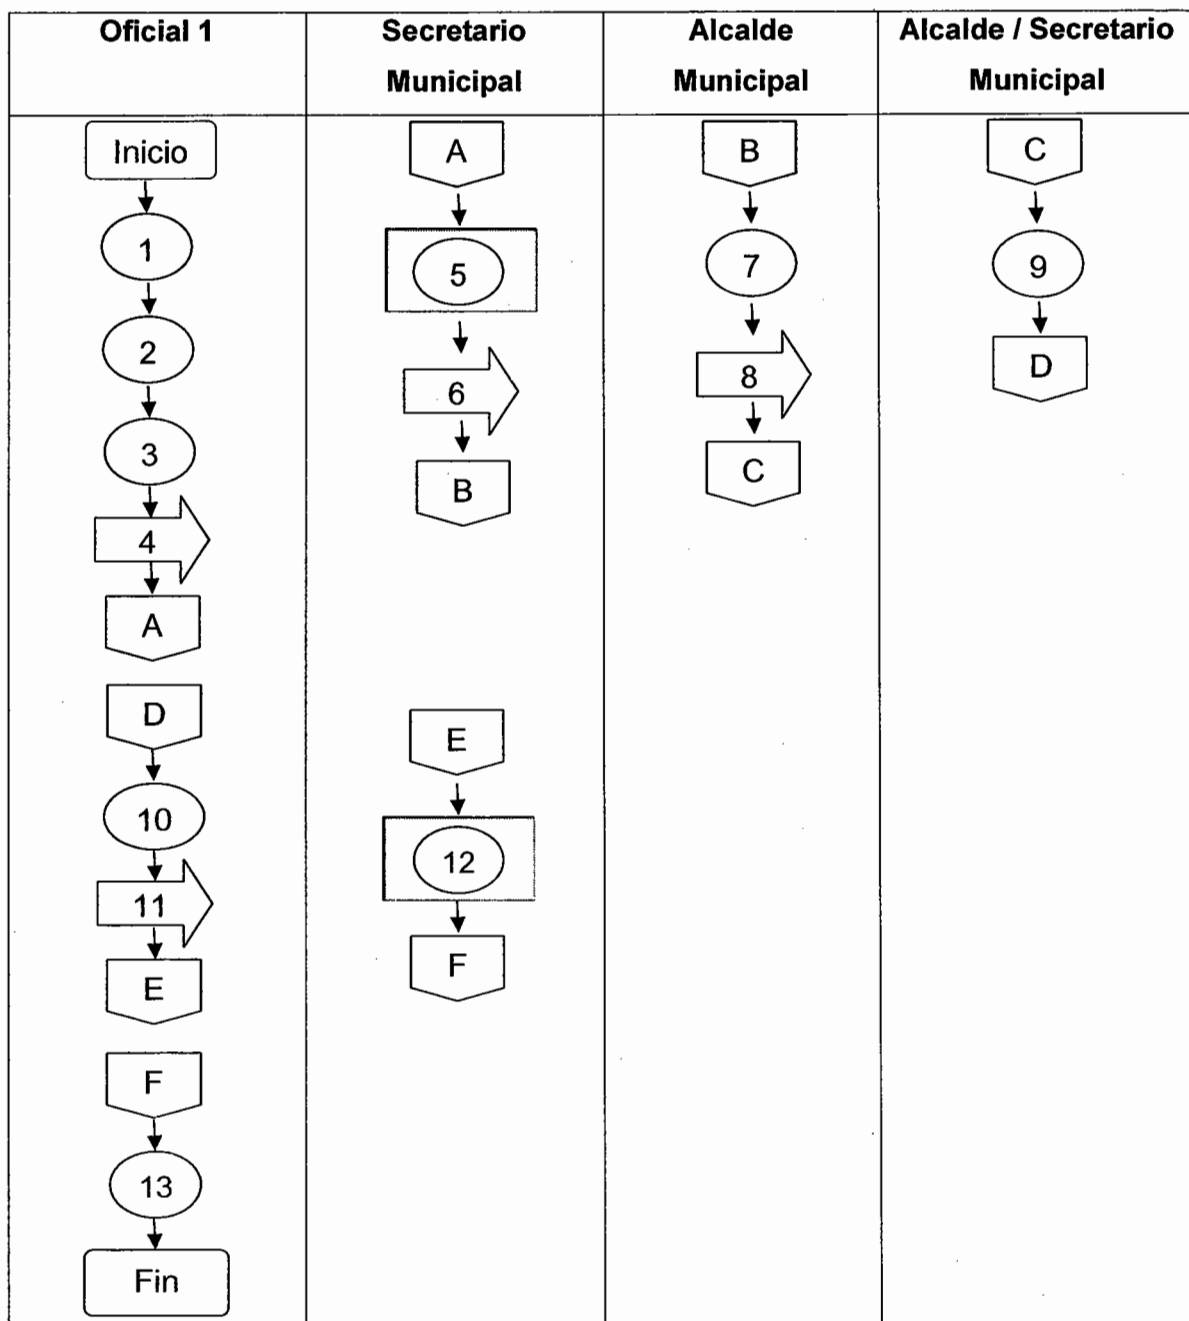 Oficial 1
Secretario
Municipal
Alcalde
Municipal
Alcalde / Secretario
Municipal
Inicio
1
2
3
4
A
A
5
6
B
B
7
8
C
C
9
D
D
10
11
E
E
12
F
F
13
Fin